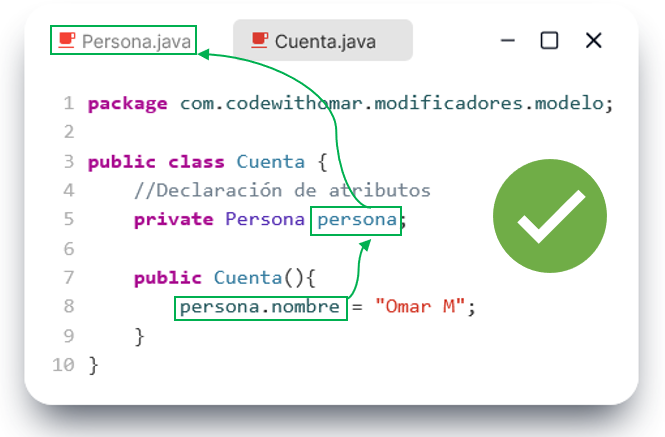 Persona.java Cuenta.java
1 package com.codewithomar.modificadores.modelo;
2
3 public class Cuenta {
4 //Declaración de atributos
5 private Persona persona;
6
7 public Cuenta(){
8 persona.nombre = "Omar M";
9 }
10 }